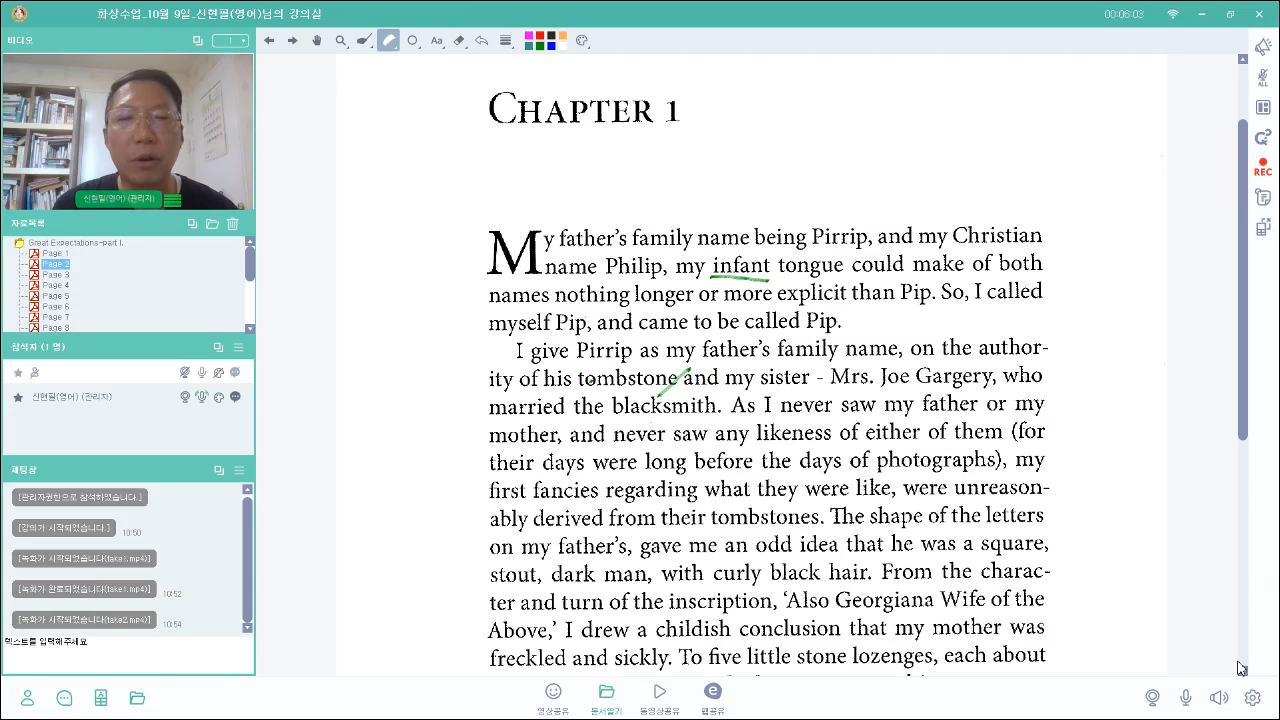 화상수업_10월 9일_신현필(영어)님의 강의실
00:06:03
비디오
1
신현필(영어) (관리자)
자료목록
Great Expectations-part I.
Page 1
Page 2
Page 3
Page 4
Page 5
Page 6
Page 7
Page 8
참석자 (1 명)
신현필(영어) (관리자)
채팅창
[관리자권한으로 참석하였습니다.]
[강의가 시작되었습니다.]
10:50
[녹화가 시작되었습니다(take1.mp4)]
[녹화가 완료되었습니다(take1.mp4)]
10:52
[녹화가 시작되었습니다(take2.mp4)]
10:54
텍스트를 입력해주세요
Aa
CHAPTER 1
My father's family name being Pirrip, and my Christian
name Philip, my infant tongue could make of both
names nothing longer or more explicit than Pip. So, I called
myself Pip, and came to be called Pip.
I give Pirrip as my father's family name, on the author-
ity of his tombstone and my sister - Mrs. Joe Gargery, who
married the blacksmith. As I never saw my father or my
mother, and never saw any likeness of either of them (for
their days were long before the days of photographs), my
first fancies regarding what they were like, were unreason-
ably derived from their tombstones. The shape of the letters
on my father's, gave me an odd idea that he was a square,
stout, dark man, with curly black hair. From the charac-
ter and turn of the inscription, ‘Also Georgiana Wife of the
Above,’ I drew a childish conclusion that my mother was
freckled and sickly. To five little stone lozenges, each about
ALL
REC
영상공유
문서열기
동영상공유
웹공유